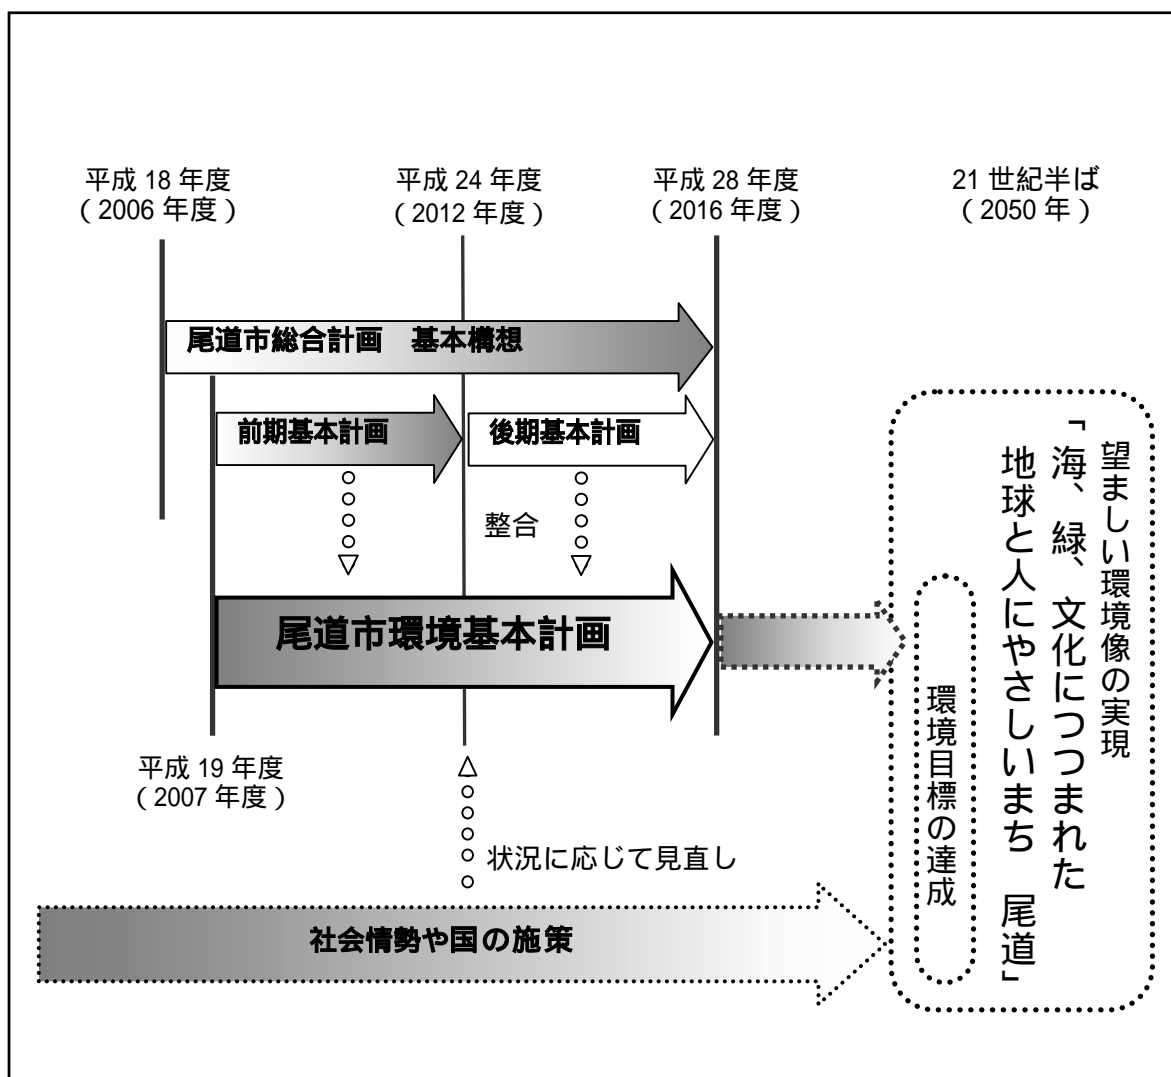 平成 18 年度
（ 2006 年度 ）
平成 24 年度
（ 2012 年度 ）
平成 28 年度
（ 2016 年度 ）
21 世紀半ば
（ 2050 年 ）
尾道市総合計画　基本構想
前期基本計画
後期基本計画
整合
尾道市環境基本計画
平成 19 年度
（ 2007 年度 ）
状況に応じて見直し
社会情勢や国の施策
望ましい環境像の実現
「海、緑、文化につつまれた
地球と人にやさしいまち　尾道」
環境目標の達成